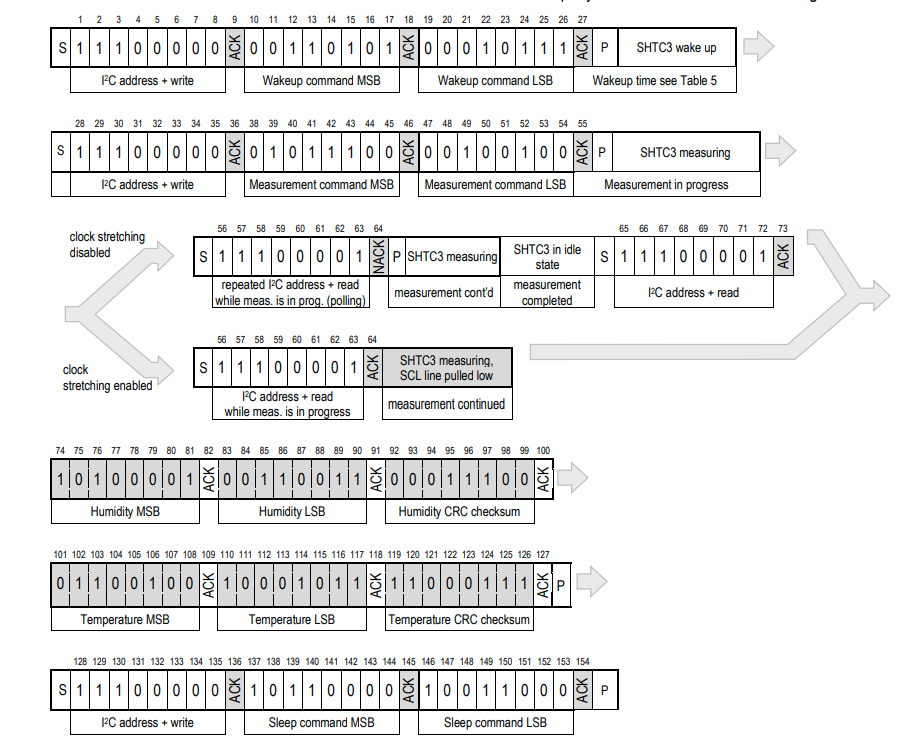 1 2 3 4 5 6 7 8 9 10 11 12 13 14 15 16 17 18 19 20 21 22 23 24 25 26 27
S 1 1 1 0 0 0 0 0 ACK 0 0 1 1 0 1 0 1 ACK 0 0 0 1 0 1 1 1 ACK P SHTC3 wake up
I²C address + write Wakeup command MSB Wakeup command LSB Wakeup time see Table 5
28 29 30 31 32 33 34 35 36 38 39 40 41 42 43 44 45 46 47 48 49 50 51 52 53 54 55
S 1 1 1 0 0 0 0 0 ACK 0 1 0 1 1 1 0 0 ACK 0 0 1 0 0 1 0 0 ACK P SHTC3 measuring
I²C address + write Measurement command MSB Measurement command LSB Measurement in progress
clock stretching
disabled
56 57 58 59 60 61 62 63 64 65 66 67 68 69 70 71 72 73
S 1 1 1 0 0 0 0 1 NACK P SHTC3 measuring SHTC3 in idle
state S 1 1 1 0 0 0 0 1 ACK
repeated I²C address + read
while meas. is in prog. (polling)
measurement cont'd
measurement
completed
I²C address + read
clock
stretching enabled
56 57 58 59 60 61 62 63 64
S 1 1 1 0 0 0 0 1 ACK SHTC3 measuring,
SCL line pulled low
I²C address + read
while meas. is in progress
measurement continued
74 75 76 77 78 79 80 81 82 83 84 85 86 87 88 89 90 91 92 93 94 95 96 97 98 99 100
1 0 1 0 0 0 0 1 ACK 0 0 1 1 0 0 1 1 ACK 0 0 0 1 1 1 0 0 ACK
Humidity MSB Humidity LSB Humidity CRC checksum
101 102 103 104 105 106 107 108 109 110 111 112 113 114 115 116 117 118 119 120 121 122 123 124 125 126 127
0 1 1 0 0 1 0 0 ACK 1 0 0 0 1 0 1 1 ACK 1 1 0 0 0 1 1 1 ACK P
Temperature MSB Temperature LSB Temperature CRC checksum
128 129 130 131 132 133 134 135 136 137 138 139 140 141 142 143 144 145 146 147 148 149 150 151 152 153 154
S 1 1 1 0 0 0 0 0 ACK 1 0 1 1 0 0 0 0 ACK 1 0 0 1 1 0 0 0 ACK P
I²C address + write Sleep command MSB Sleep command LSB